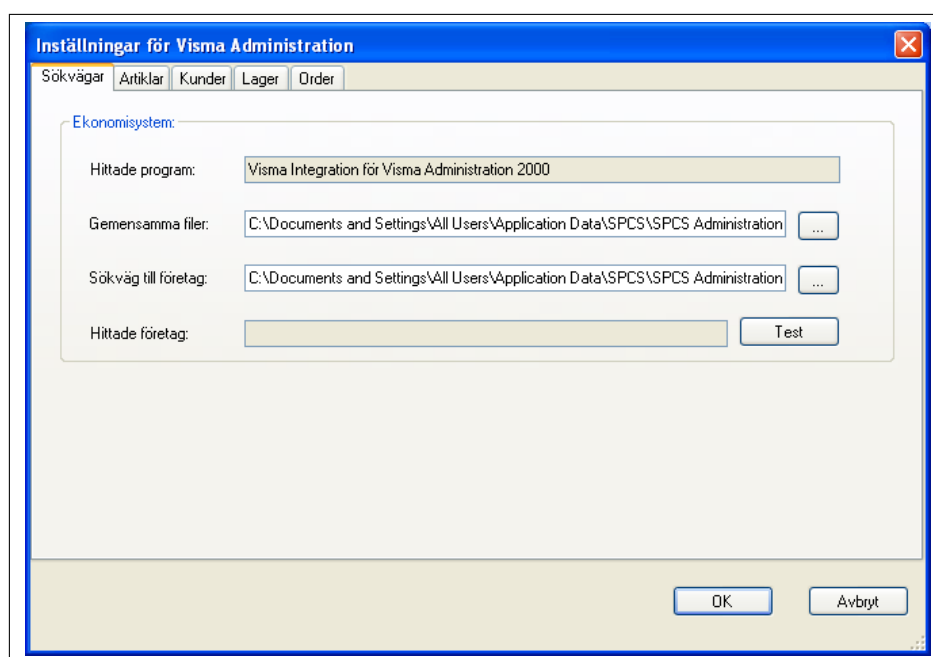 Inställningar för Visma Administration
Sökvägar Artiklar Kunder Lager Order
Ekonomisystem:
Hittade program: Visma Integration för Visma Administration 2000
Gemensamma filer: C:\Documents and Settings\All Users\Application Data\SPCS\SPCS Administration ...
Sökväg till företag: C:\Documents and Settings\All Users\Application Data\SPCS\SPCS Administration ...
Hittade företag: Test
OK Avbryt